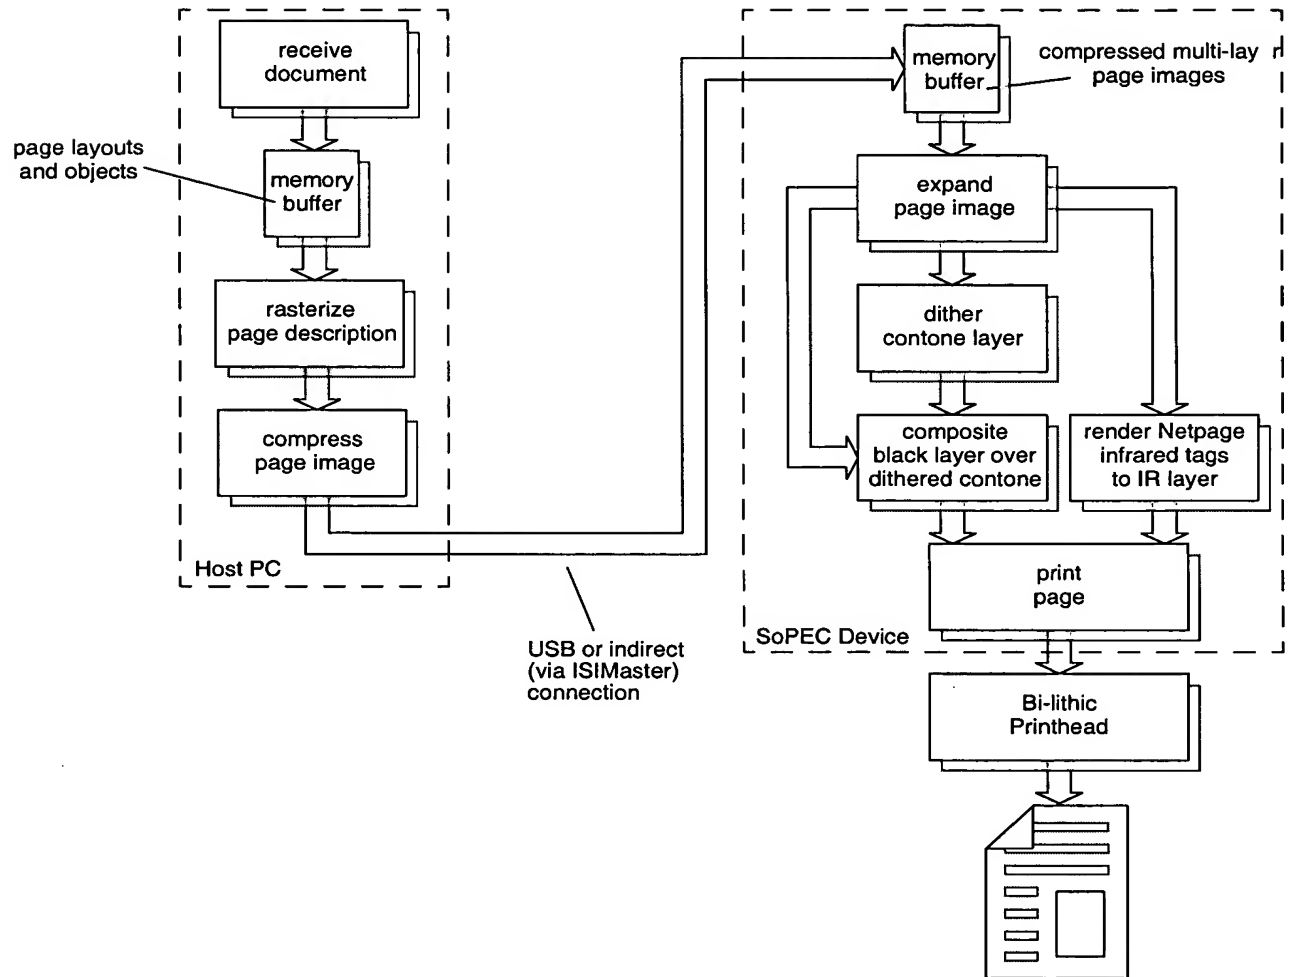 receive
document
page layouts
and objects
memory
buffer
rasterize
page description
compress
page image
Host PC
USB or indirect
(via ISIMaster)
connection
memory
buffer
compressed multi-lay r
page images
expand
page image
dither
contone layer
composite
black layer over
dithered contone
render Netpage
infrared tags
to IR layer
print
page
SoPEC Device
Bi-lithic
Printhead